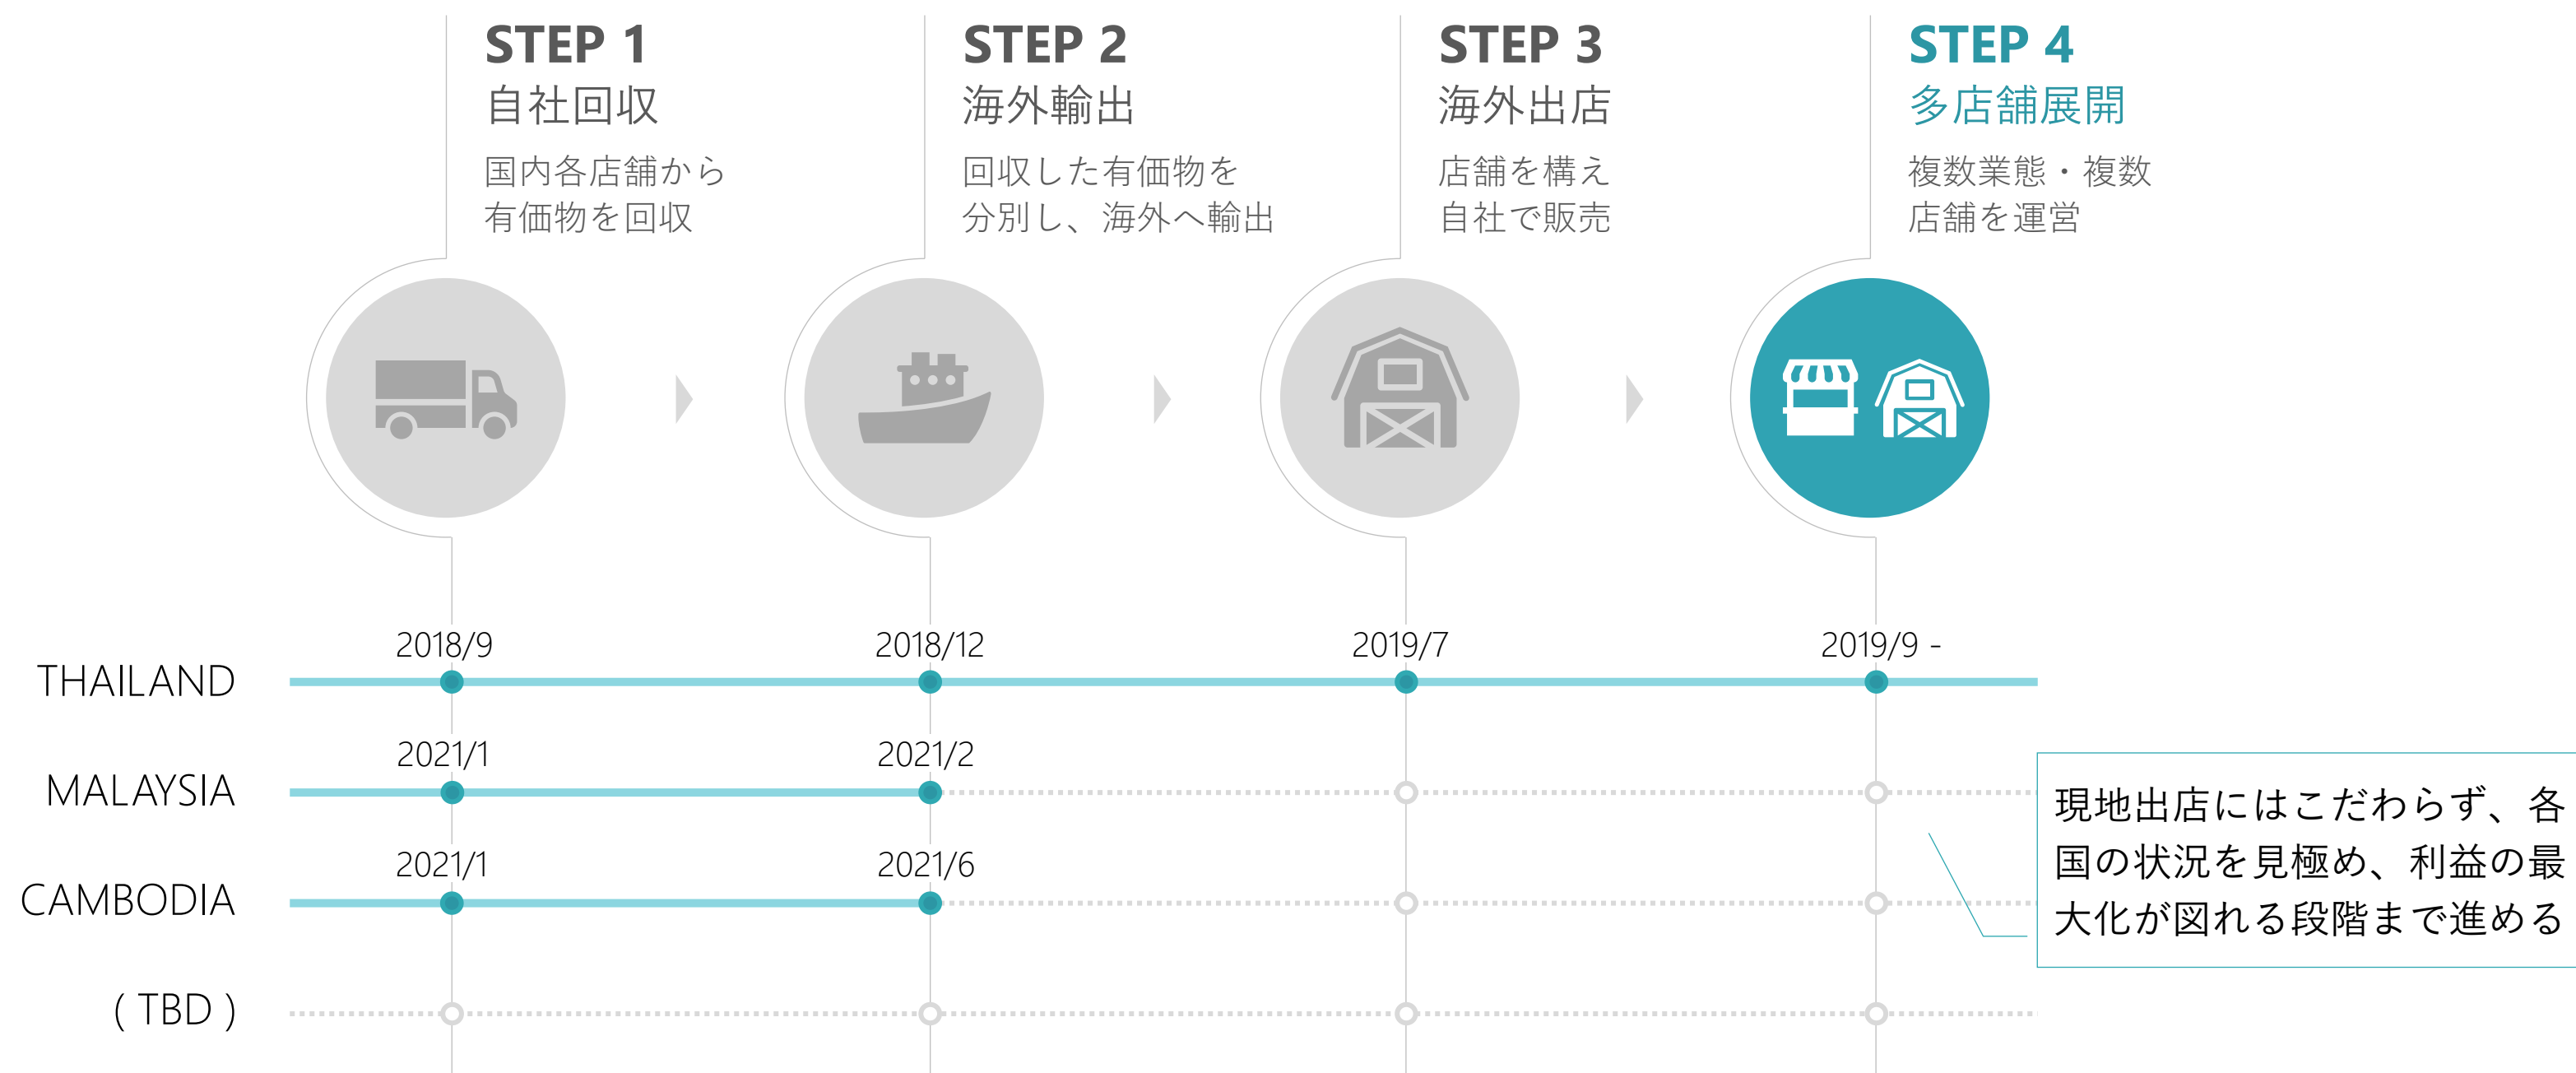 STEP 1
自社回収
国内各店舗から
有価物を回収
STEP 2
海外輸出
回収した有価物を
分別し、海外へ輸出
STEP 3
海外出店
店舗を構え
自社で販売
STEP 4
多店舗展開
複数業態・複数
店舗を運営
THAILAND
2018/9
2018/12
2019/7
2019/9 -
MALAYSIA
2021/1
2021/2
CAMBODIA
2021/1
2021/6
( TBD )
現地出店にはこだわらず、各
国の状況を見極め、利益の最
大化が図れる段階まで進める